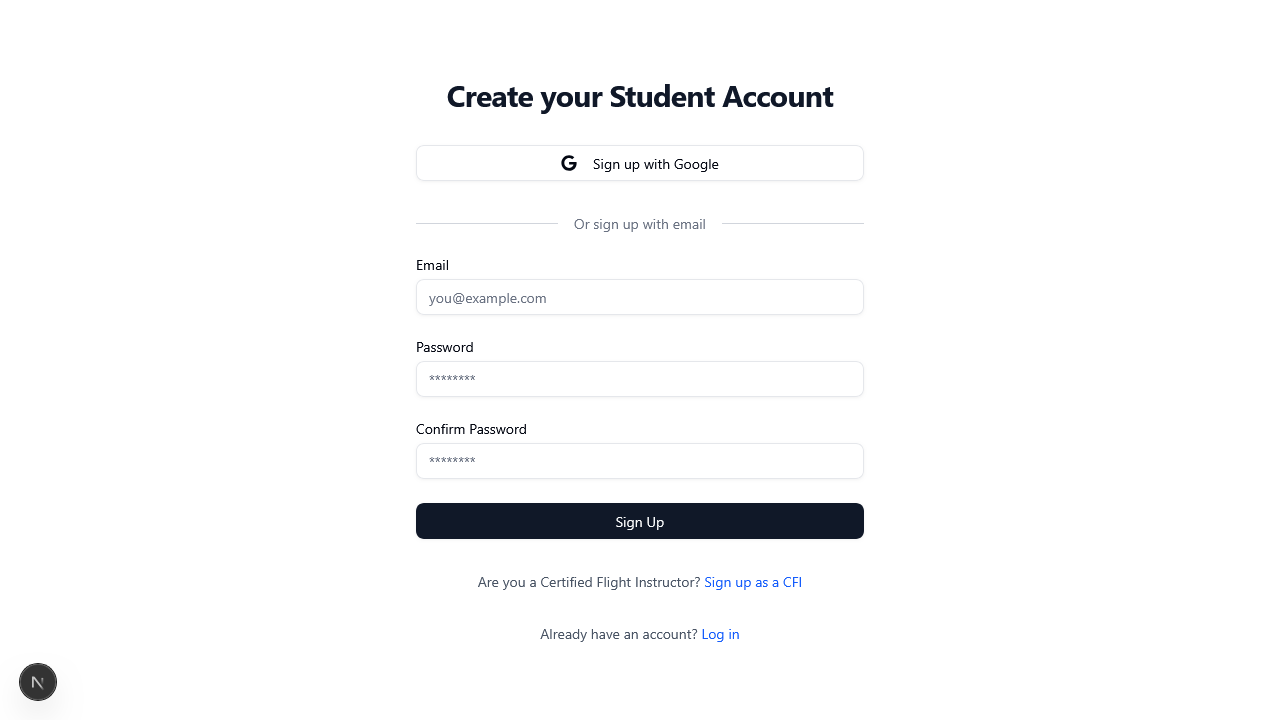 Create your Student Account
Sign up with Google
Or sign up with email
Email
you@example.com
Password
********
Confirm Password
********
Sign Up
Are you a Certified Flight Instructor? Sign up as a CFI
Already have an account? Log in
N